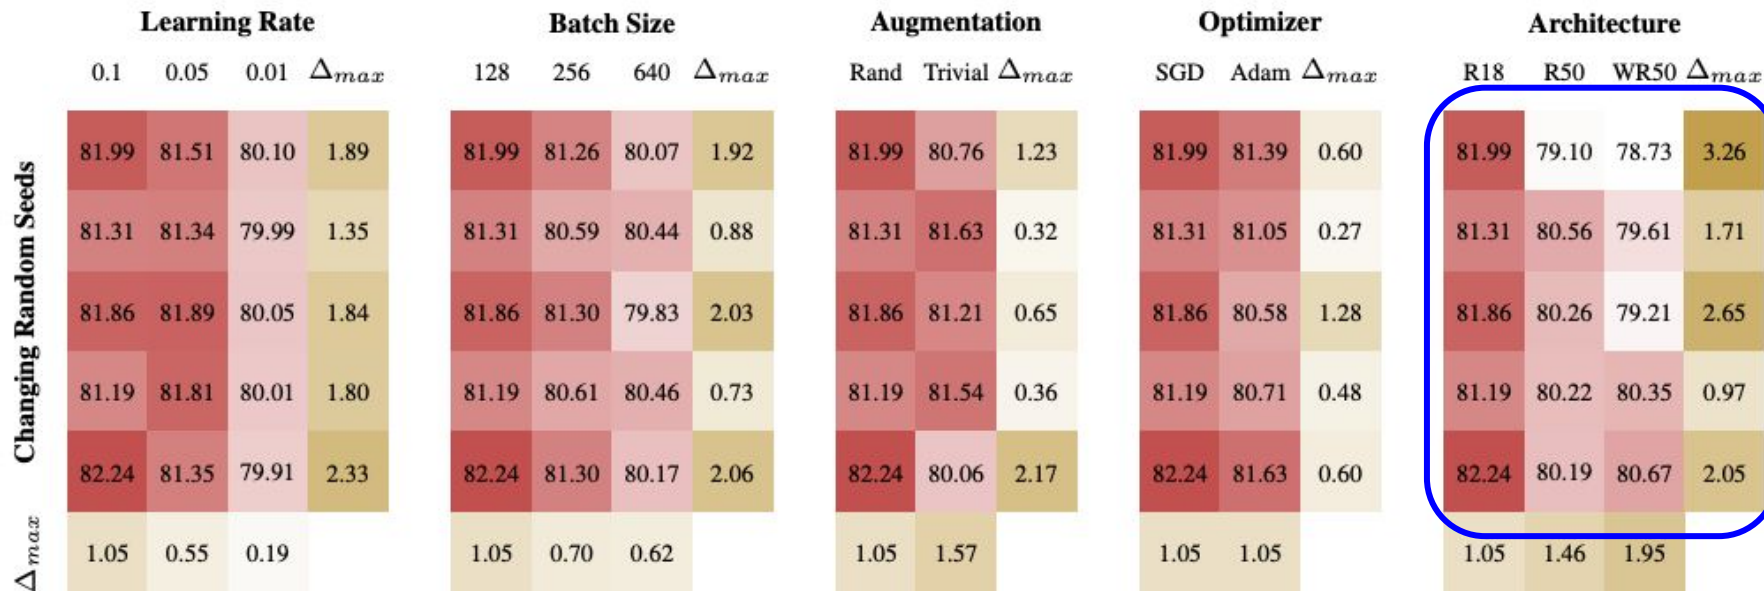 Learning Rate Batch Size Augmentation Optimizer Architecture
0.1 0.05 0.01 Δmax 128 256 640 Δmax Rand Trivial Δmax SGD Adam Δmax R18 R50 WR50 Δmax
Changing Random Seeds
81.99 81.51 80.10 1.89 81.99 81.26 80.07 1.92 81.99 80.76 1.23 81.99 81.39 0.60 81.99 79.10 78.73 3.26
81.31 81.34 79.99 1.35 81.31 80.59 80.44 0.88 81.31 81.63 0.32 81.31 81.05 0.27 81.31 80.56 79.61 1.71
81.86 81.89 80.05 1.84 81.86 81.30 79.83 2.03 81.86 81.21 0.65 81.86 80.58 1.28 81.86 80.26 79.21 2.65
81.19 81.81 80.01 1.80 81.19 80.61 80.46 0.73 81.19 81.54 0.36 81.19 80.71 0.48 81.19 80.22 80.35 0.97
82.24 81.35 79.91 2.33 82.24 81.30 80.17 2.06 82.24 80.06 2.17 82.24 81.63 0.60 82.24 80.19 80.67 2.05
Δmax 1.05 0.55 0.19 1.05 0.70 0.62 1.05 1.57 1.05 1.05 1.05 1.46 1.95